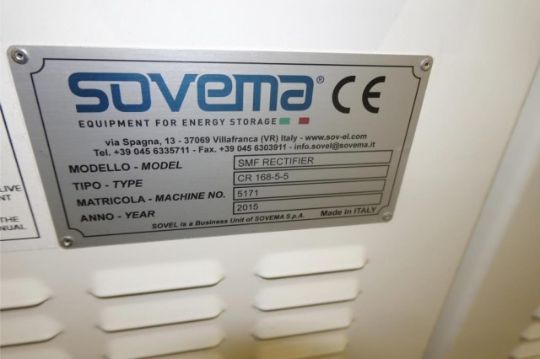 SOVEMA® CE
EQUIPMENT FOR ENERGY STORAGE
via Spagna, 13 - 37069 Villafranca (VR) Italy - www.sov-el.com
Tel. +39 045 6335711 - Fax. +39 045 6303911 - info.sovel@sovema.it
MODELLO - MODEL SMF RECTIFIER
TIPO - TYPE CR 168-5-5
MATRICOLA - MACHINE NO. 5171
ANNO - YEAR 2015
SOVEL is a Business Unit of SOVEMA S.p.A. Made in ITALY
LIVE
THE